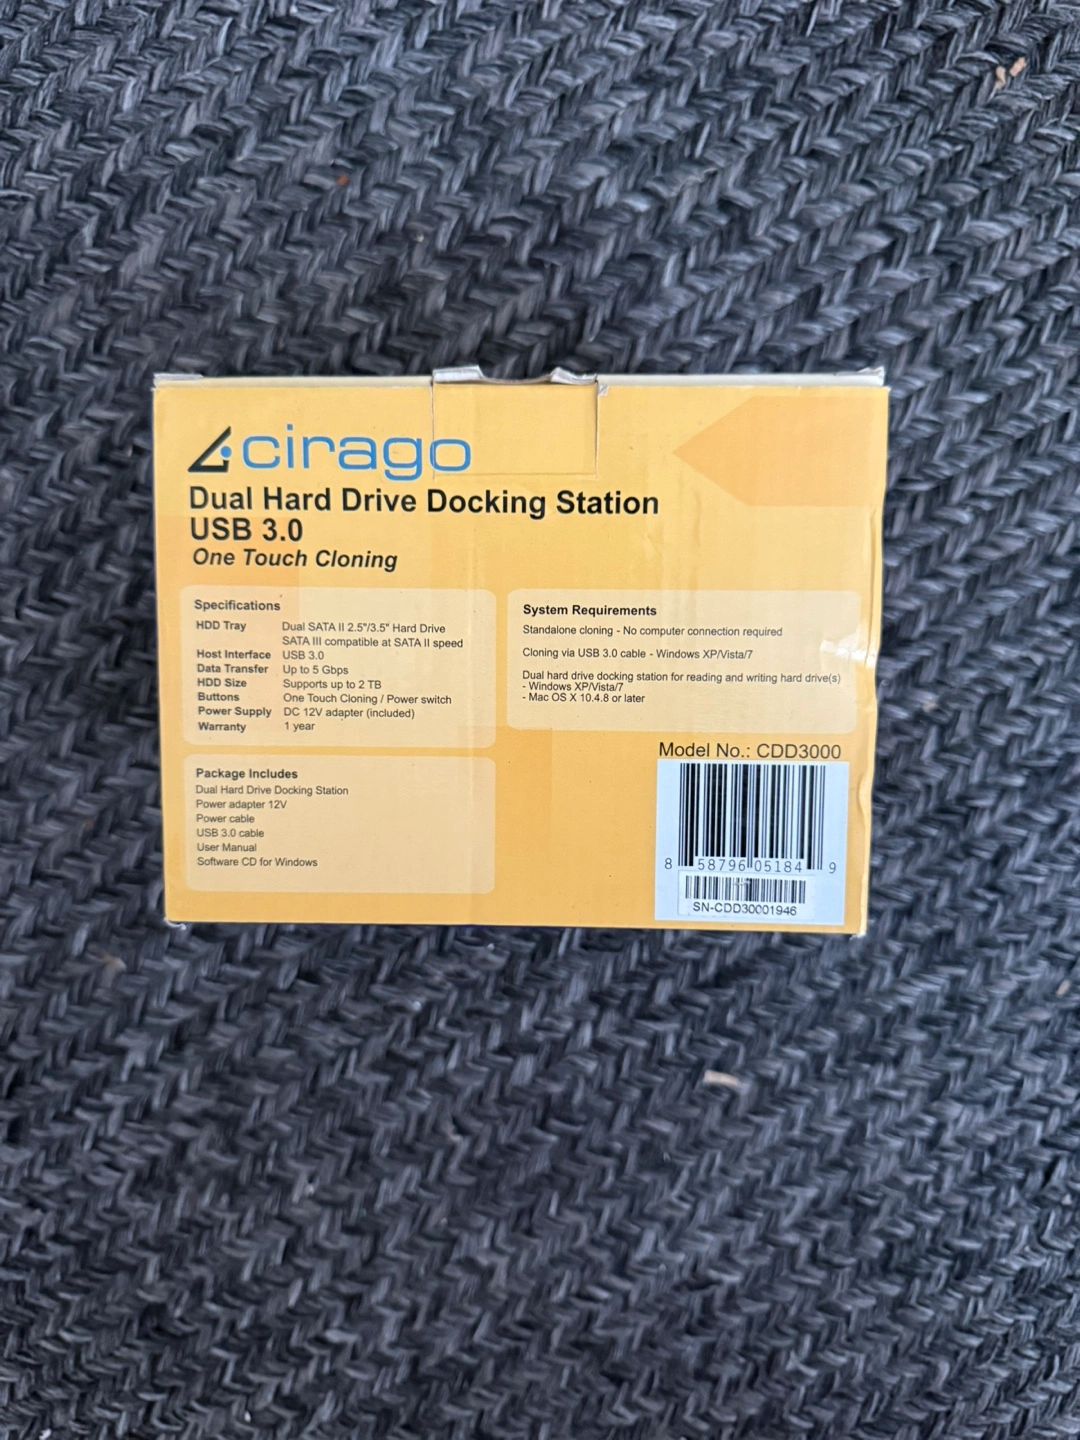 cirago
Dual Hard Drive Docking Station
USB 3.0
One Touch Cloning
Specifications
HDD Tray Dual SATA II 2.5"/3.5" Hard Drive
SATA III compatible at SATA II speed
Host Interface USB 3.0
Data Transfer Up to 5 Gbps
HDD Size Supports up to 2 TB
Buttons One Touch Cloning / Power switch
Power Supply DC 12V adapter (included)
Warranty 1 year
Package Includes
Dual Hard Drive Docking Station
Power adapter 12V
Power cable
USB 3.0 cable
User Manual
Software CD for Windows
System Requirements
Standalone cloning - No computer connection required
Cloning via USB 3.0 cable - Windows XP/Vista/7
Dual hard drive docking station for reading and writing hard drive(s)
- Windows XP/Vista/7
- Mac OS X 10.4.8 or later
Model No.: CDD3000
8 58796 05184 9
SN-CDD30001946